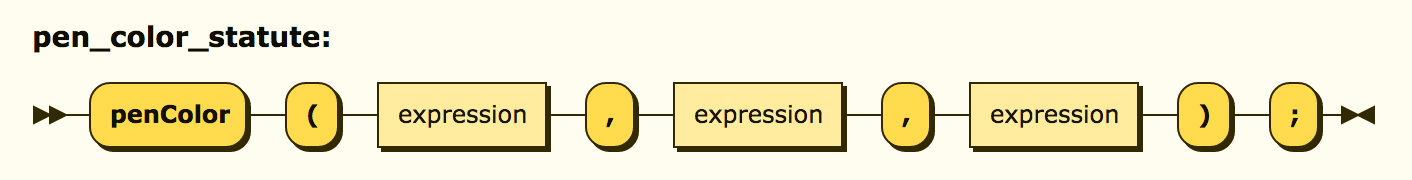 pen_color_statute:
penColor ( expression , expression , expression ) ;